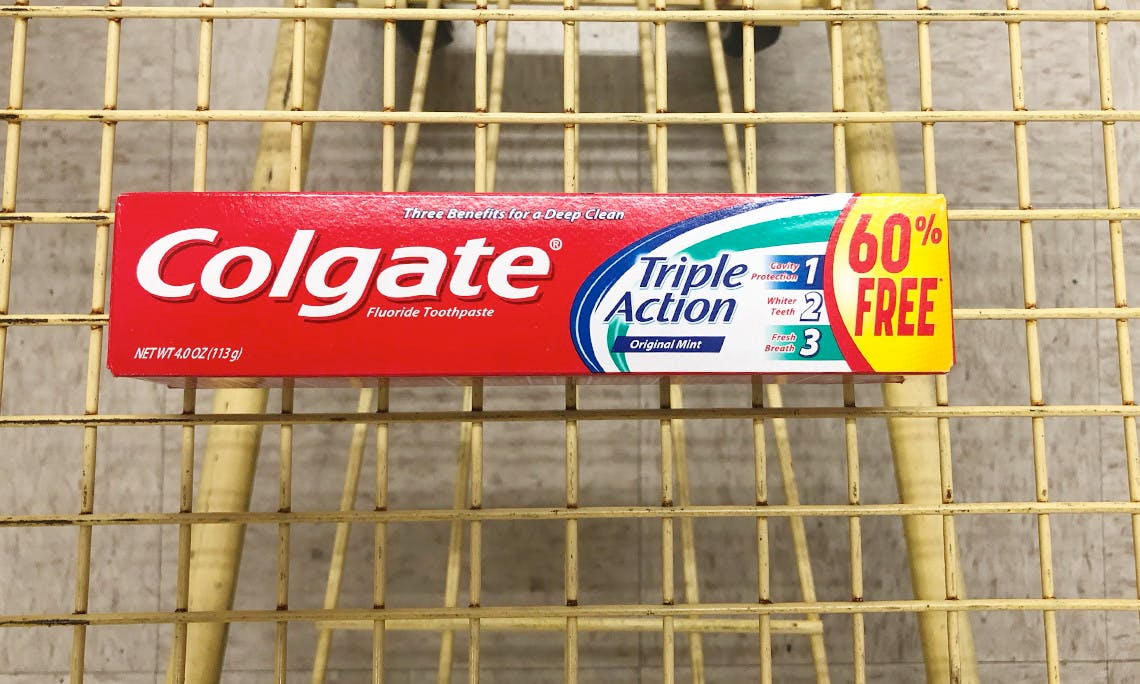 Three Benefits for a Deep Clean
Colgate®
Fluoride Toothpaste
NET WT 4.0 OZ (113 g)
Triple
Action
Original Mint
Cavity
Protection 1
Whiter
Teeth 2
Fresh
Breath 3
60%
FREE*